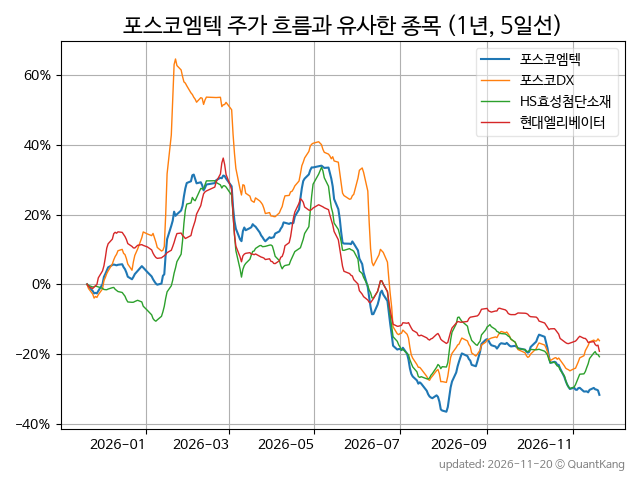 포스코엠텍 주가 흐름과 유사한 종목 (1년, 5일선)
포스코엠텍
포스코DX
HS효성첨단소재
현대엘리베이터
60%
40%
20%
0%
−20%
−40%
2026-01 2026-03 2026-05 2026-07 2026-09 2026-11
updated: 2026-11-20 © QuantKang